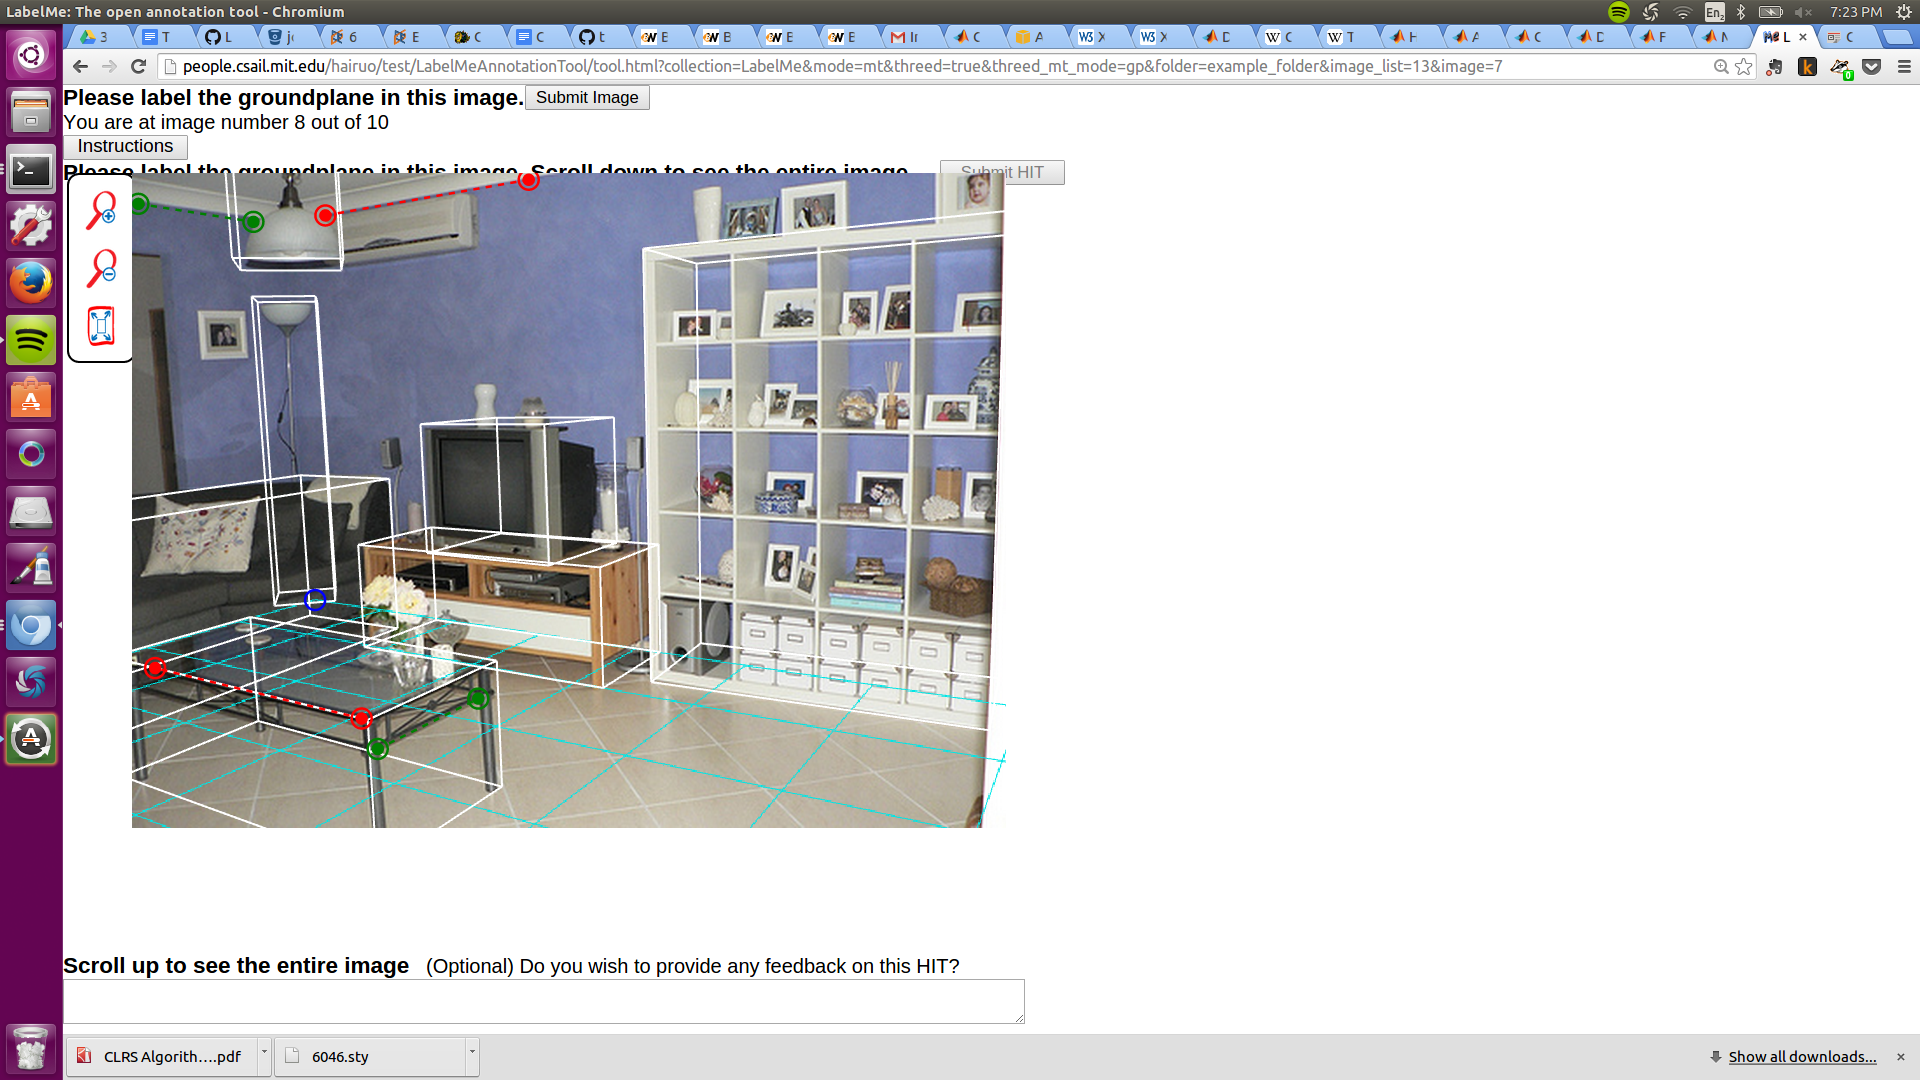 LabelMe: The open annotation tool - Chromium
En2
7:23 PM
3 T L 6 E C C t E B E E Ir C A X X D C T H A C D F L × C
people.csail.mit.edu/hairuo/test/LabelMeAnnotationTool/tool.html?collection=LabelMe&mode=mt&threed=true&threed_mt_mode=gp&folder=example_folder&image_list=13&image=7
Please label the groundplane in this image. Submit Image
You are at image number 8 out of 10
Instructions
Please label the groundplane in this image. Scroll down to see the entire image. Submit HIT
Scroll up to see the entire image (Optional) Do you wish to provide any feedback on this HIT?
CLRS Algorith....pdf
6046.sty
Show all downloads...